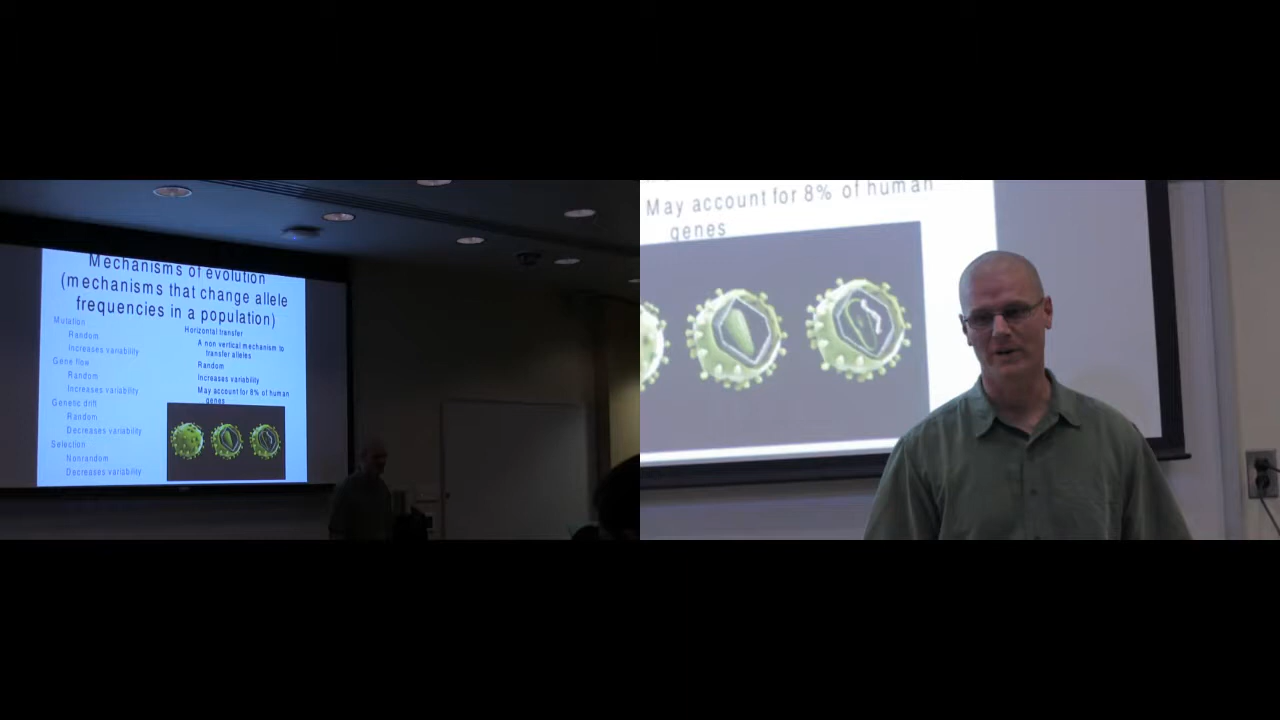 Mechanisms of evolution
(mechanisms that change allele
frequencies in a population)
Mutation
Random
Increases variability
Gene flow
Random
Increases variability
Genetic drift
Random
Decreases variability
Selection
Nonrandom
Decreases variability
Horizontal transfer
A non vertical mechanism to
transfer alleles
Random
Increases variability
May account for 8% of human
genes
May account for 8% of human
genes